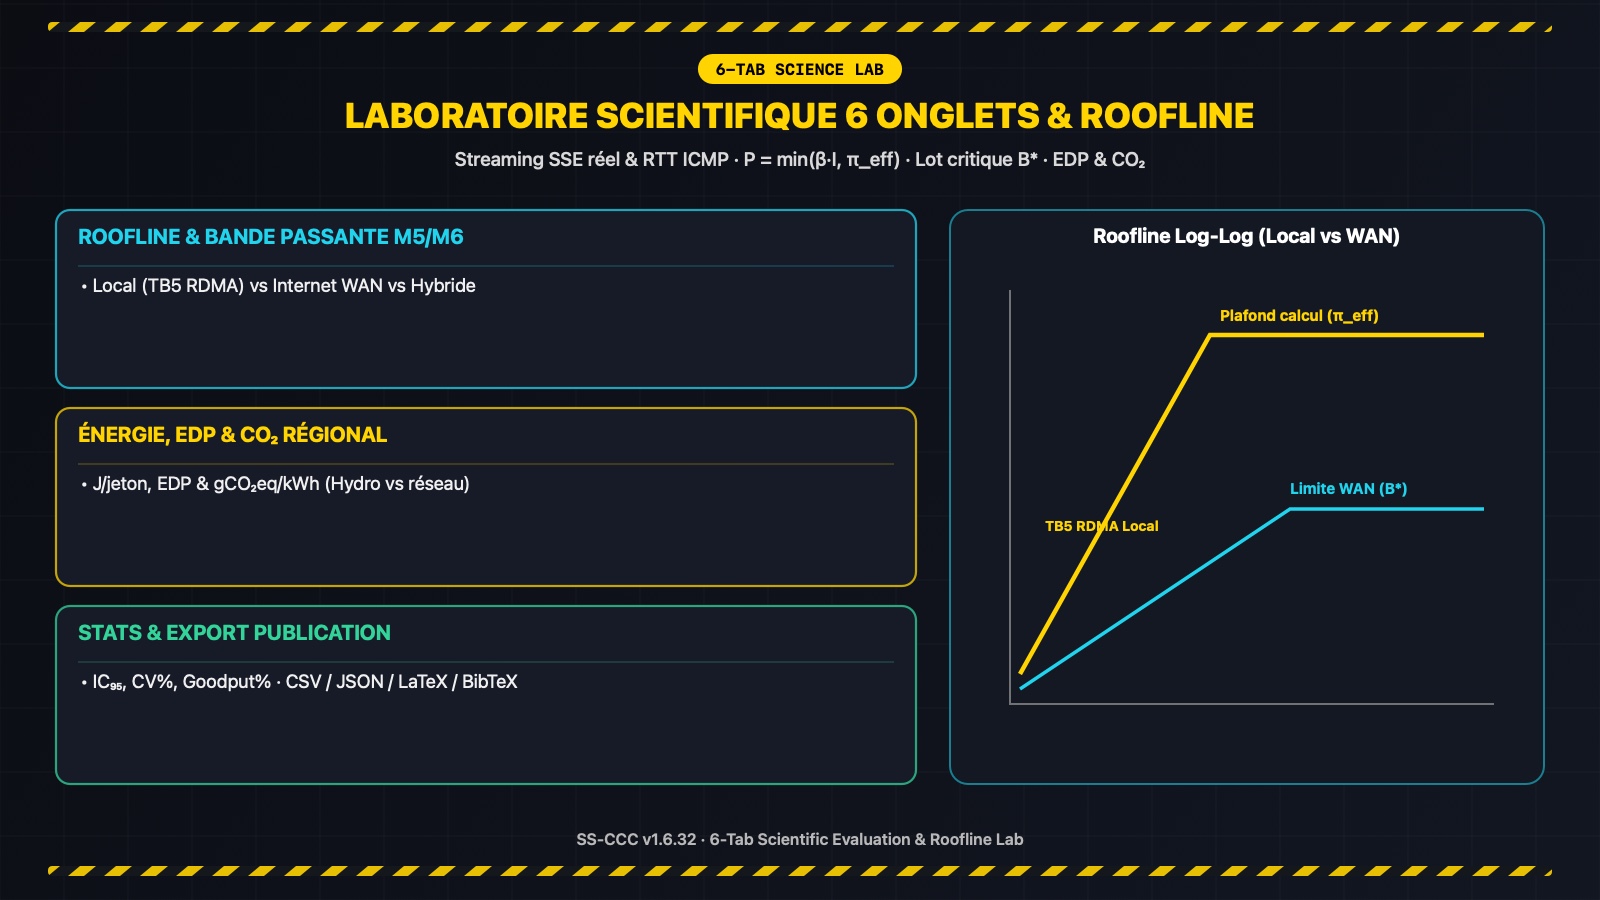 6-TAB SCIENCE LAB
LABORATOIRE SCIENTIFIQUE 6 ONGLETS & ROOFLINE
Streaming SSE réel & RTT ICMP · P = min(β·I, π_eff) · Lot critique B* · EDP & CO₂
ROOFLINE & BANDE PASSANTE M5/M6
• Local (TB5 RDMA) vs Internet WAN vs Hybride
ÉNERGIE, EDP & CO₂ RÉGIONAL
• J/jeton, EDP & gCO₂eq/kWh (Hydro vs réseau)
STATS & EXPORT PUBLICATION
• IC₉₅, CV%, Goodput% · CSV / JSON / LaTeX / BibTeX
Roofline Log-Log (Local vs WAN)
Plafond calcul (π_eff)
Limite WAN (B*)
TB5 RDMA Local
SS-CCC v1.6.32 · 6-Tab Scientific Evaluation & Roofline Lab